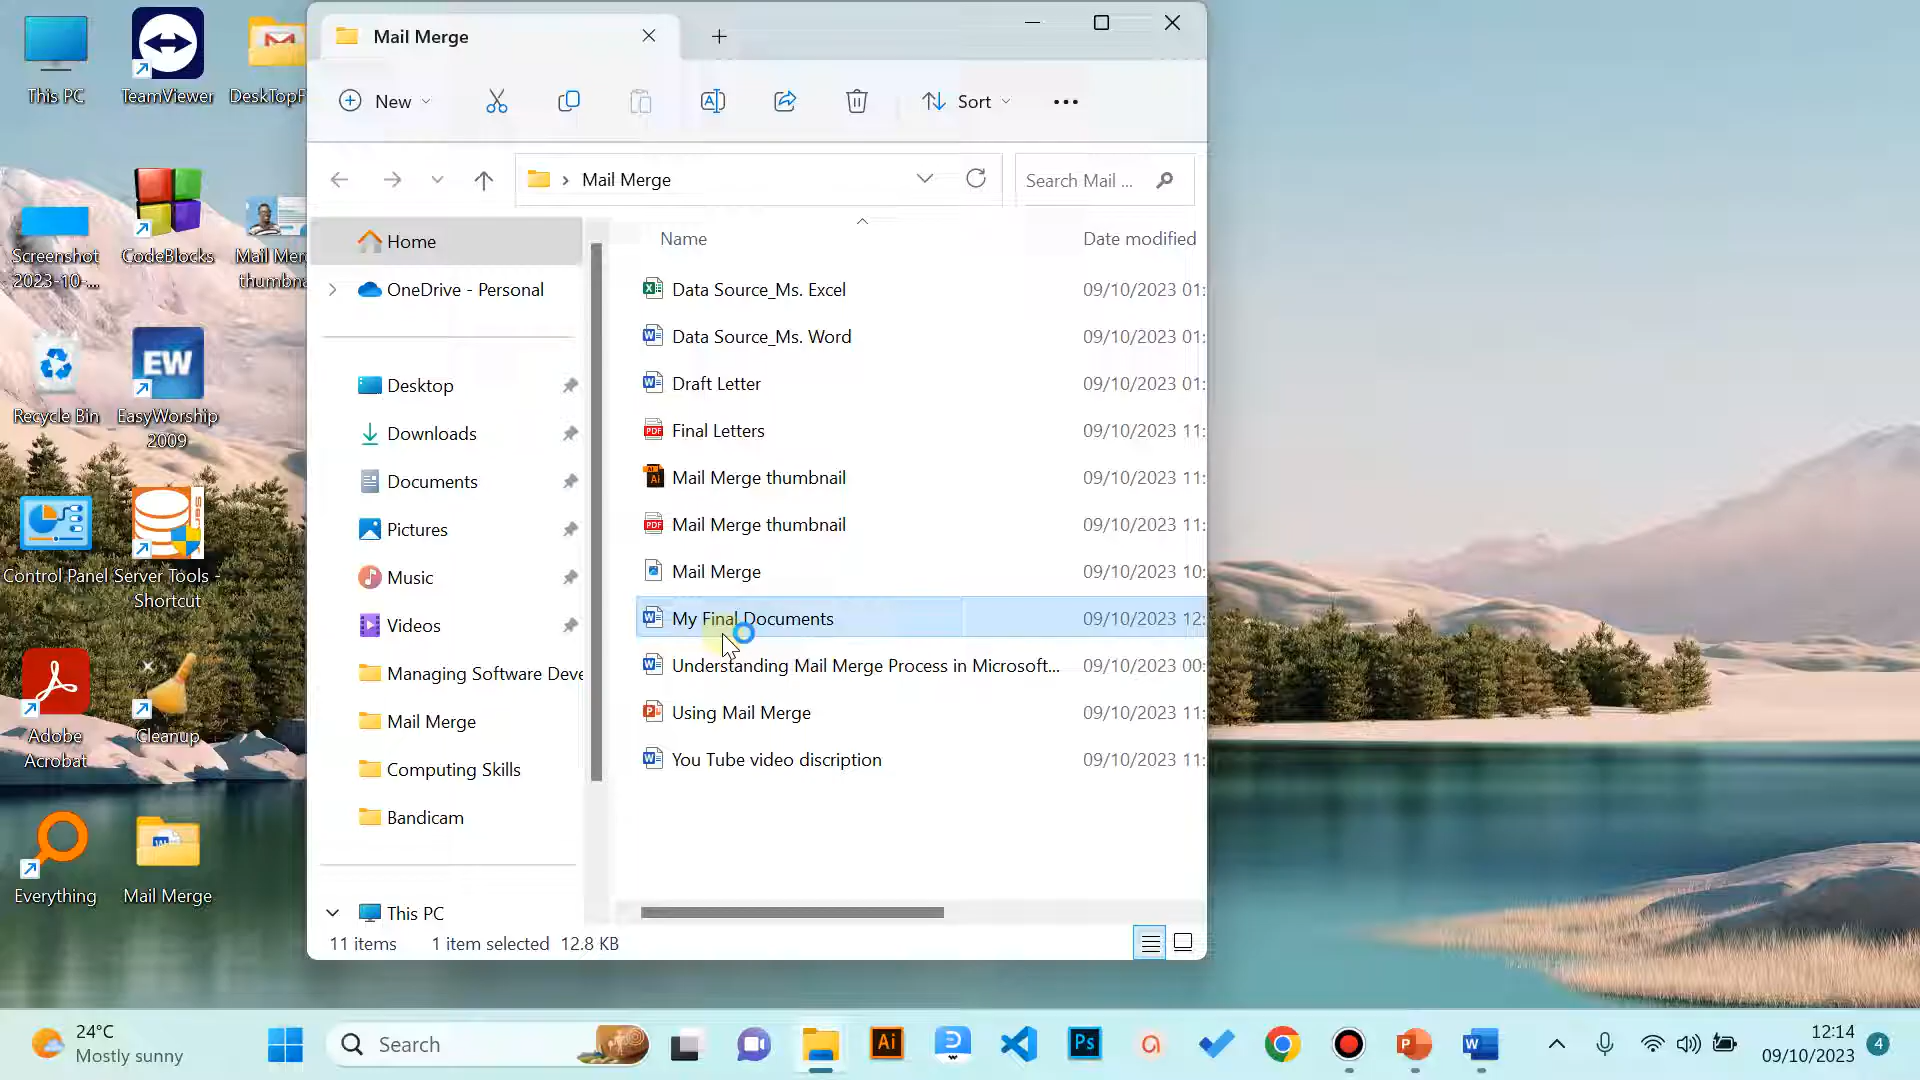 This PC
TeamViewer
DeskTopF
Screenshot
2023-10-...
CodeBlocks
Mail Mer
thumbna
Recycle Bin
EW
EasyWorship
2009
Control Panel
Server Tools -
Shortcut
Adobe
Acrobat
Cleanup
Everything
Mail Merge
Mail Merge
New
Sort
Mail Merge
Search Mail ...
Home
OneDrive - Personal
Desktop
Downloads
Documents
Pictures
Music
Videos
Managing Software Deve
Mail Merge
Computing Skills
Bandicam
This PC
Name
Date modified
Data Source_Ms. Excel
09/10/2023 01:
Data Source_Ms. Word
09/10/2023 01:
Draft Letter
09/10/2023 01:
Final Letters
09/10/2023 11:
Mail Merge thumbnail
09/10/2023 11:
Mail Merge thumbnail
09/10/2023 11:
Mail Merge
09/10/2023 10:
My Final Documents
09/10/2023 12:
Understanding Mail Merge Process in Microsoft...
09/10/2023 00:
Using Mail Merge
09/10/2023 11:
You Tube video discription
09/10/2023 11:
11 items
1 item selected
12.8 KB
24°C
Mostly sunny
Search
Ai
Ps
12:14
09/10/2023
4